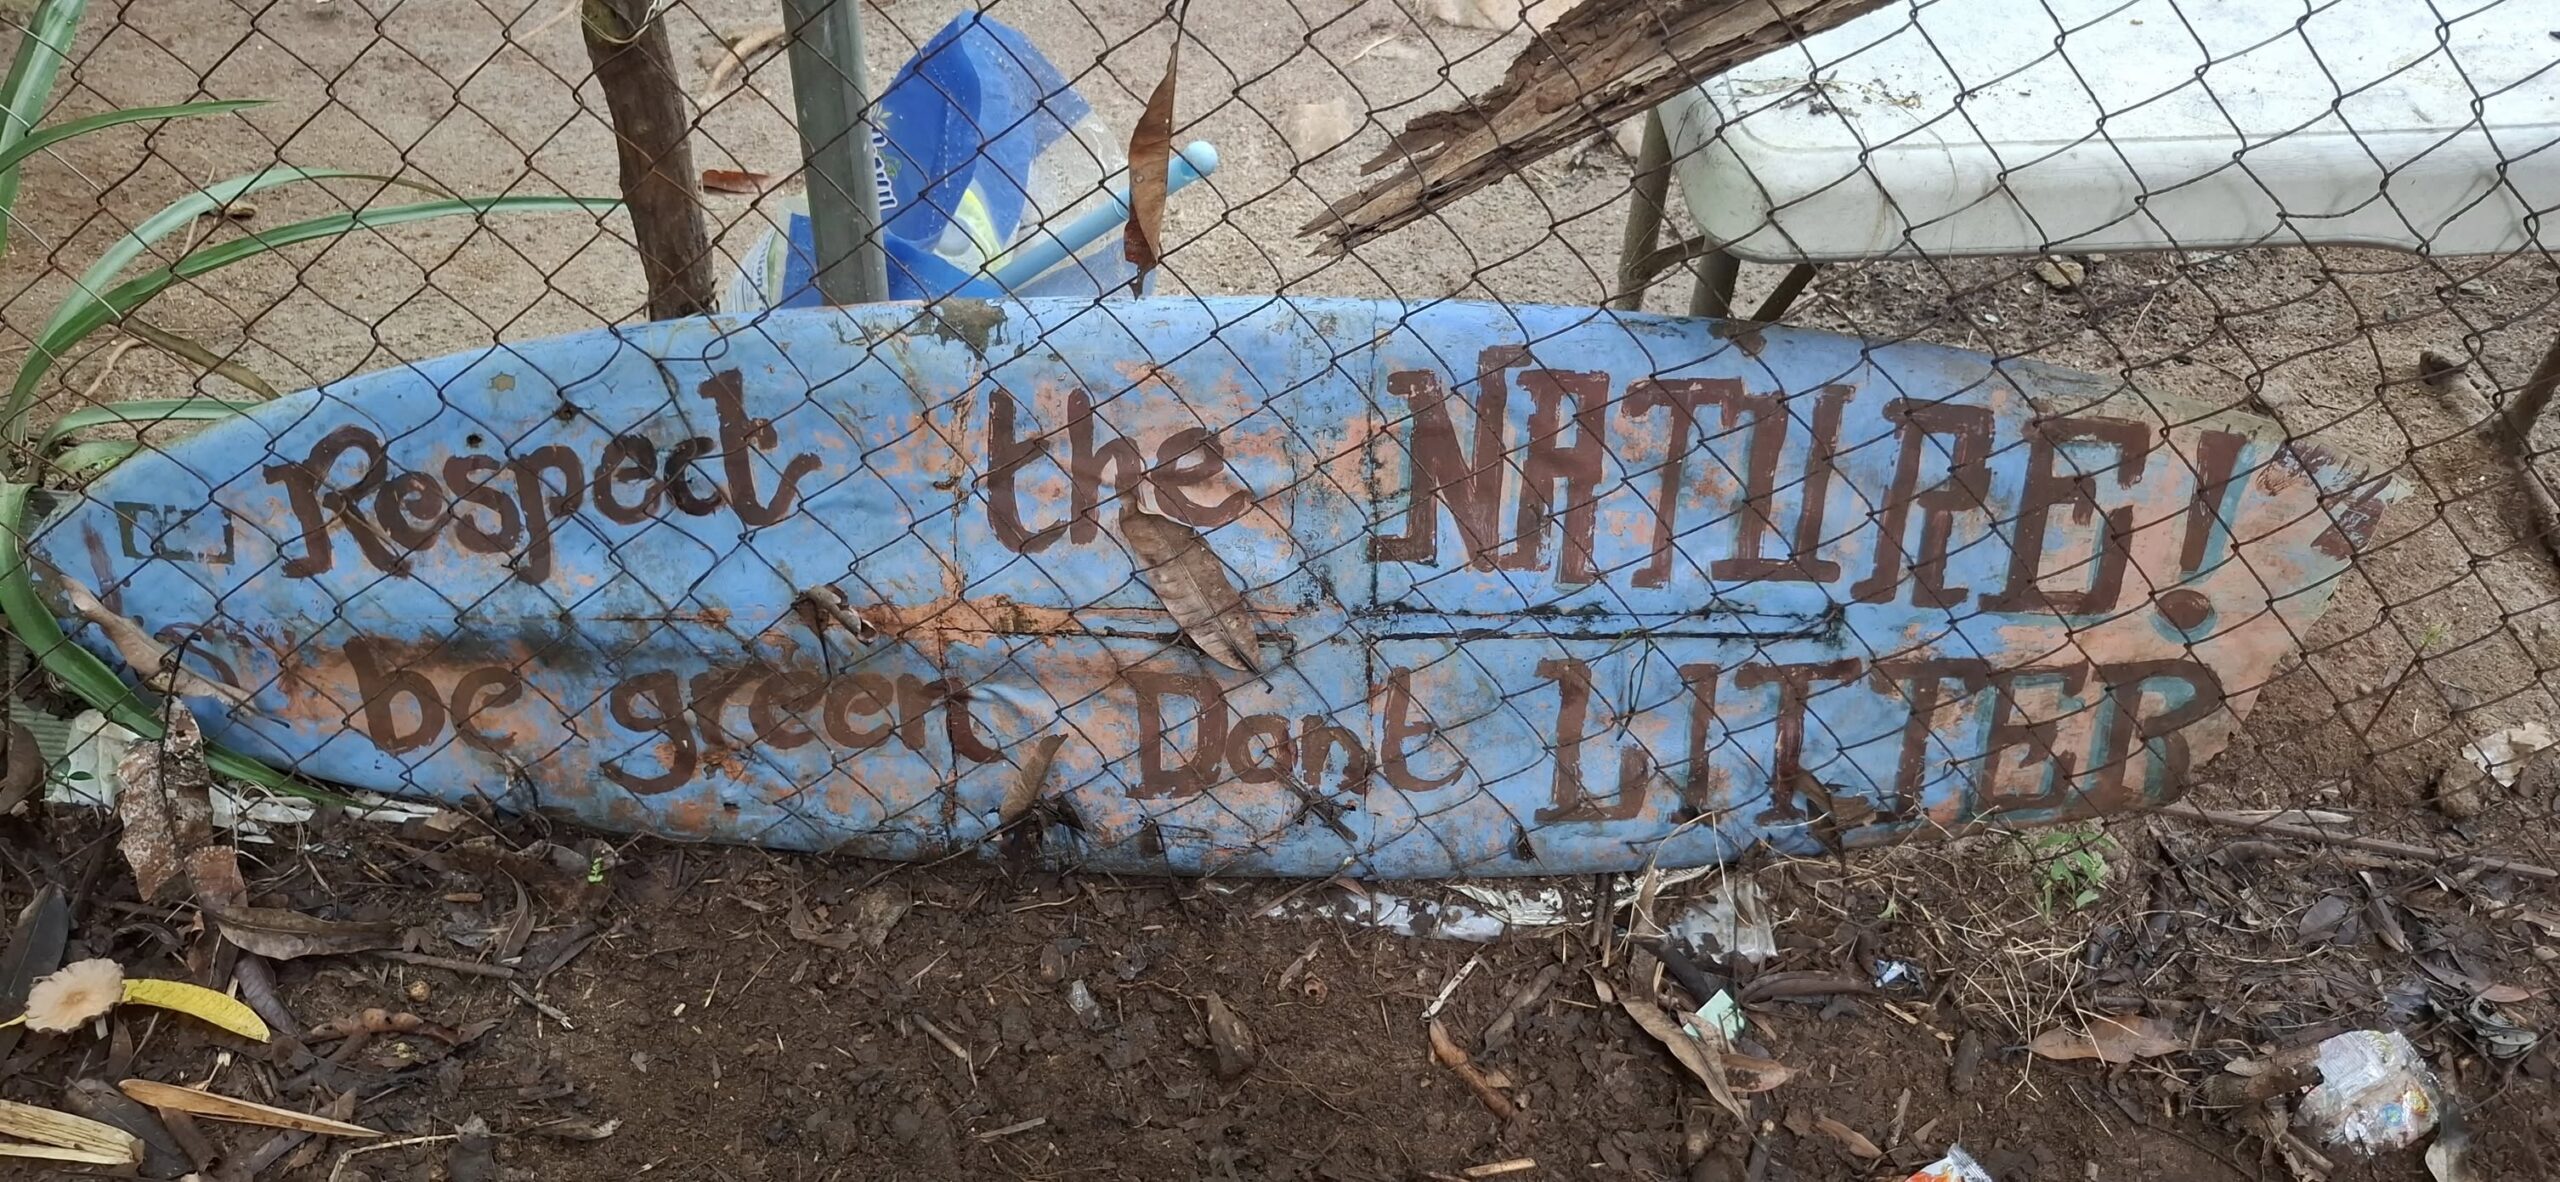 Respect the NATURE!
be green, Dont LITTER